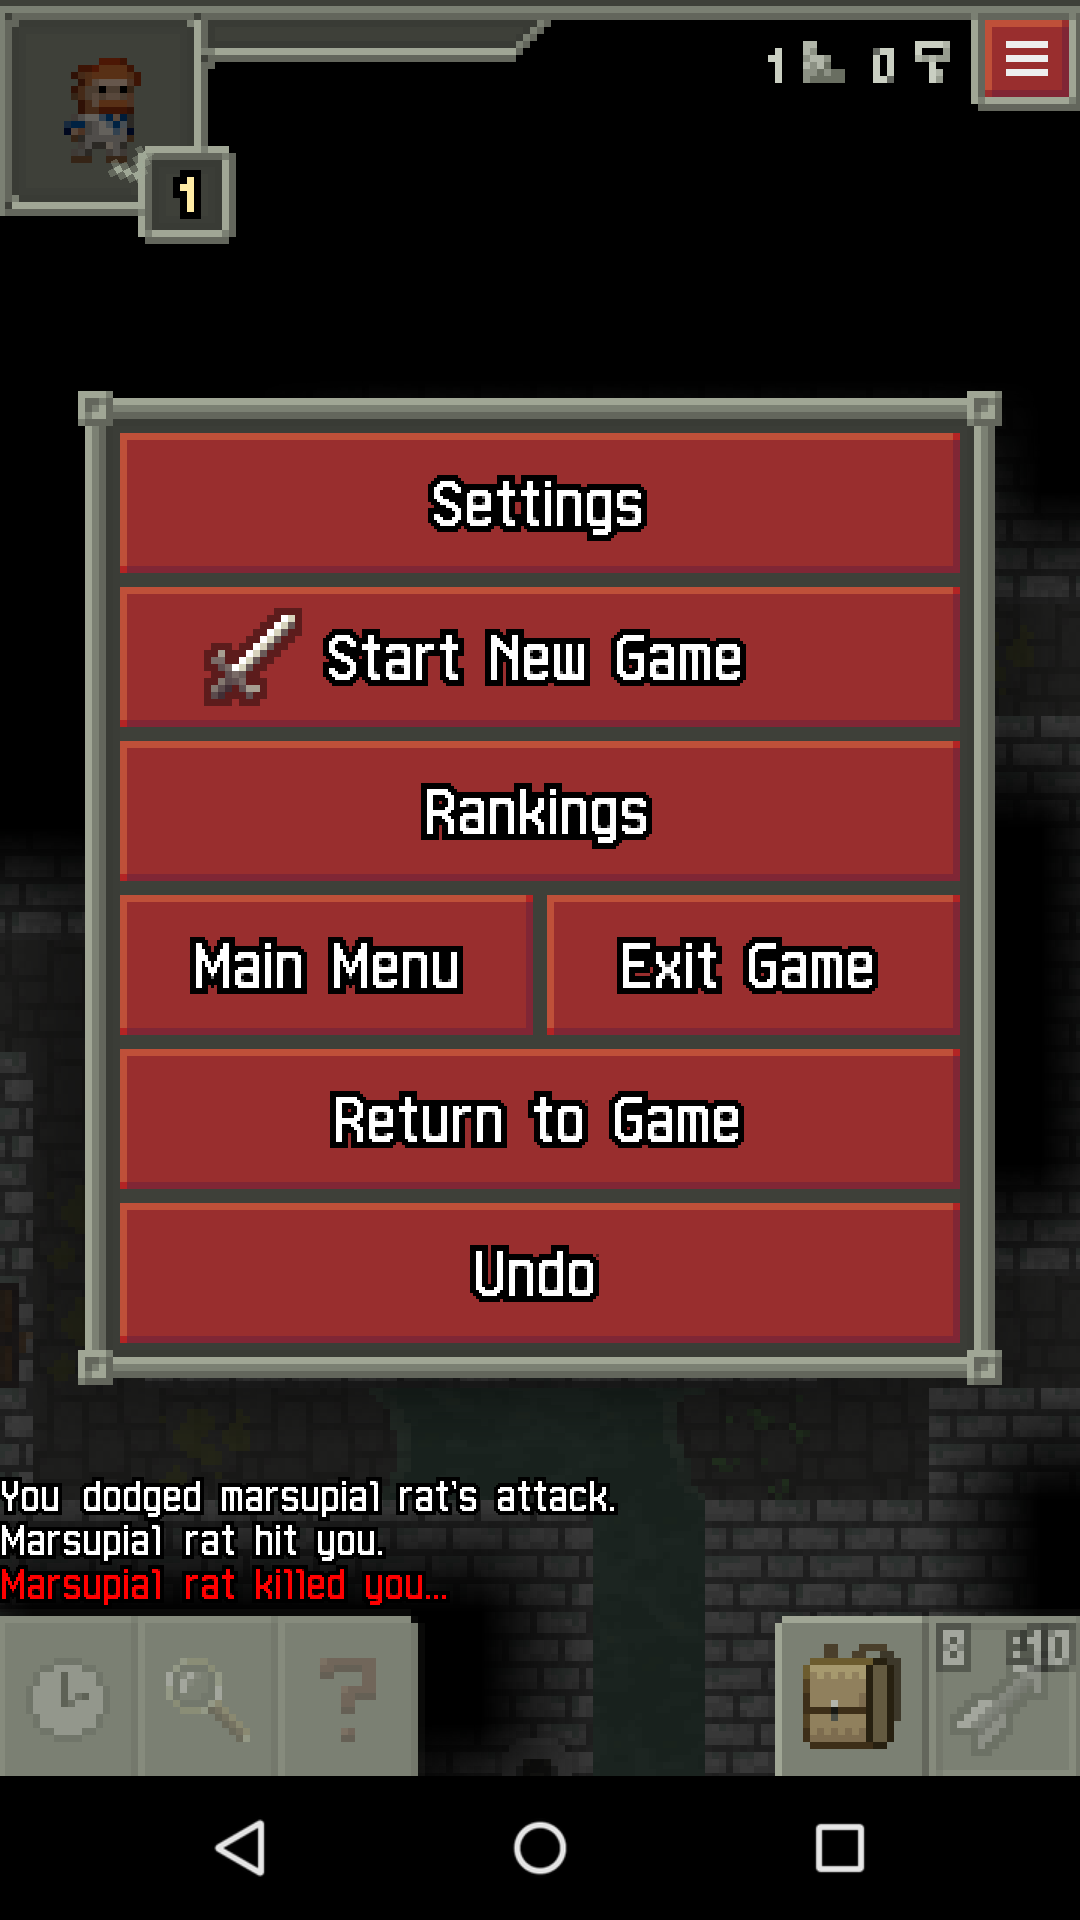 1 0
1
Settings
Start New Game
Rankings
Main Menu Exit Game
Return to Game
Undo
You dodged marsupial rat's attack.
Marsupial rat hit you.
Marsupial rat killed you...
8 :10
?